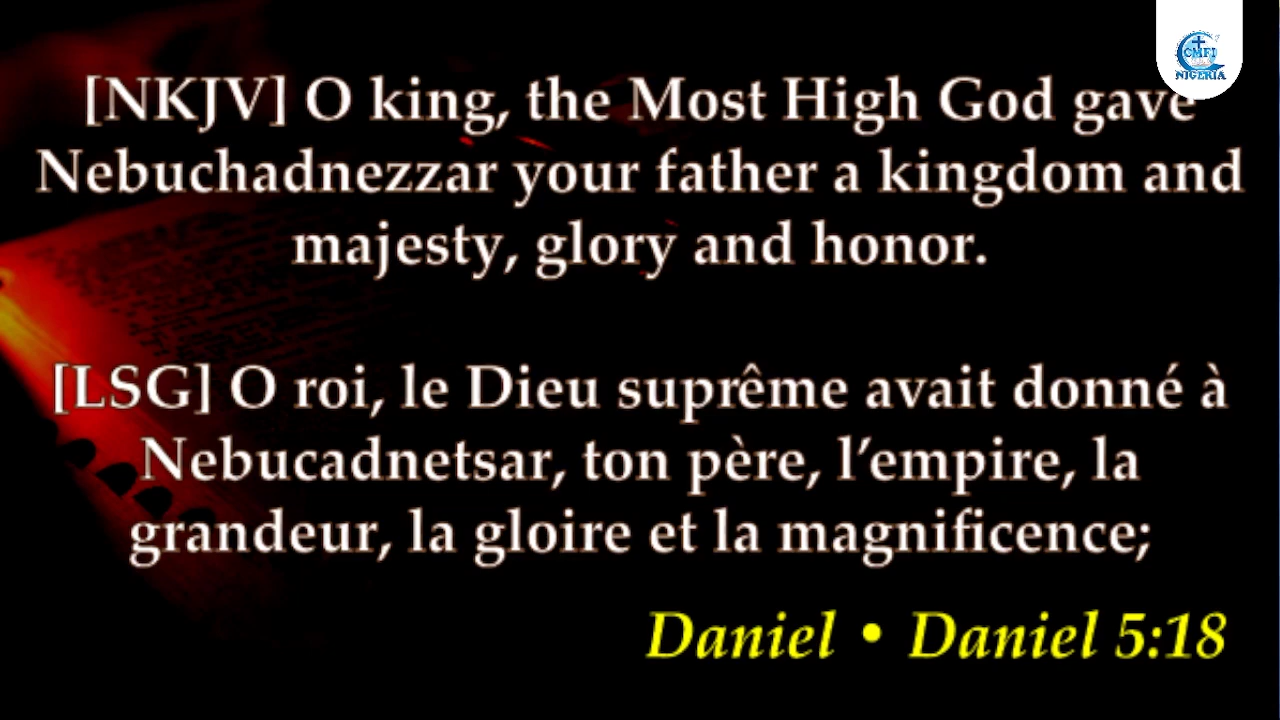 CMFI
NIGERIA
[NKJV] O king, the Most High God gave
Nebuchadnezzar your father a kingdom and
majesty, glory and honor.
[LSG] O roi, le Dieu suprême avait donné à
Nebucadnetsar, ton père, l’empire, la
grandeur, la gloire et la magnificence;
Daniel • Daniel 5:18